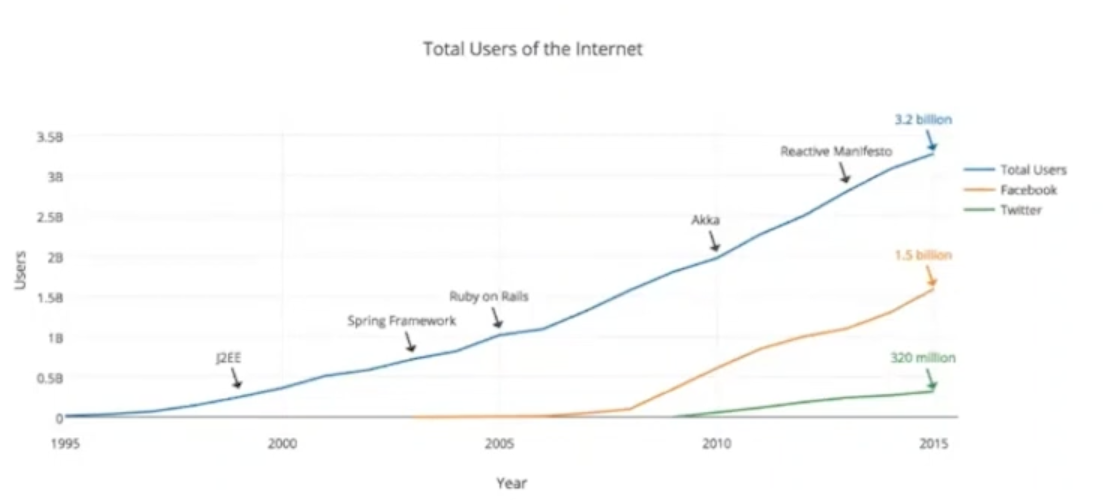 Total Users of the Internet
3.2 billion
3.5B
Reactive Manifesto
Total Users
3B
Facebook
2.5B
Akka
Twitter
2B
1.5 billion
Users
1.5B
Ruby on Rails
Spring Framework
1B
J2EE
320 million
0.5B
0
1995
2000
2005
2010
2015
Year